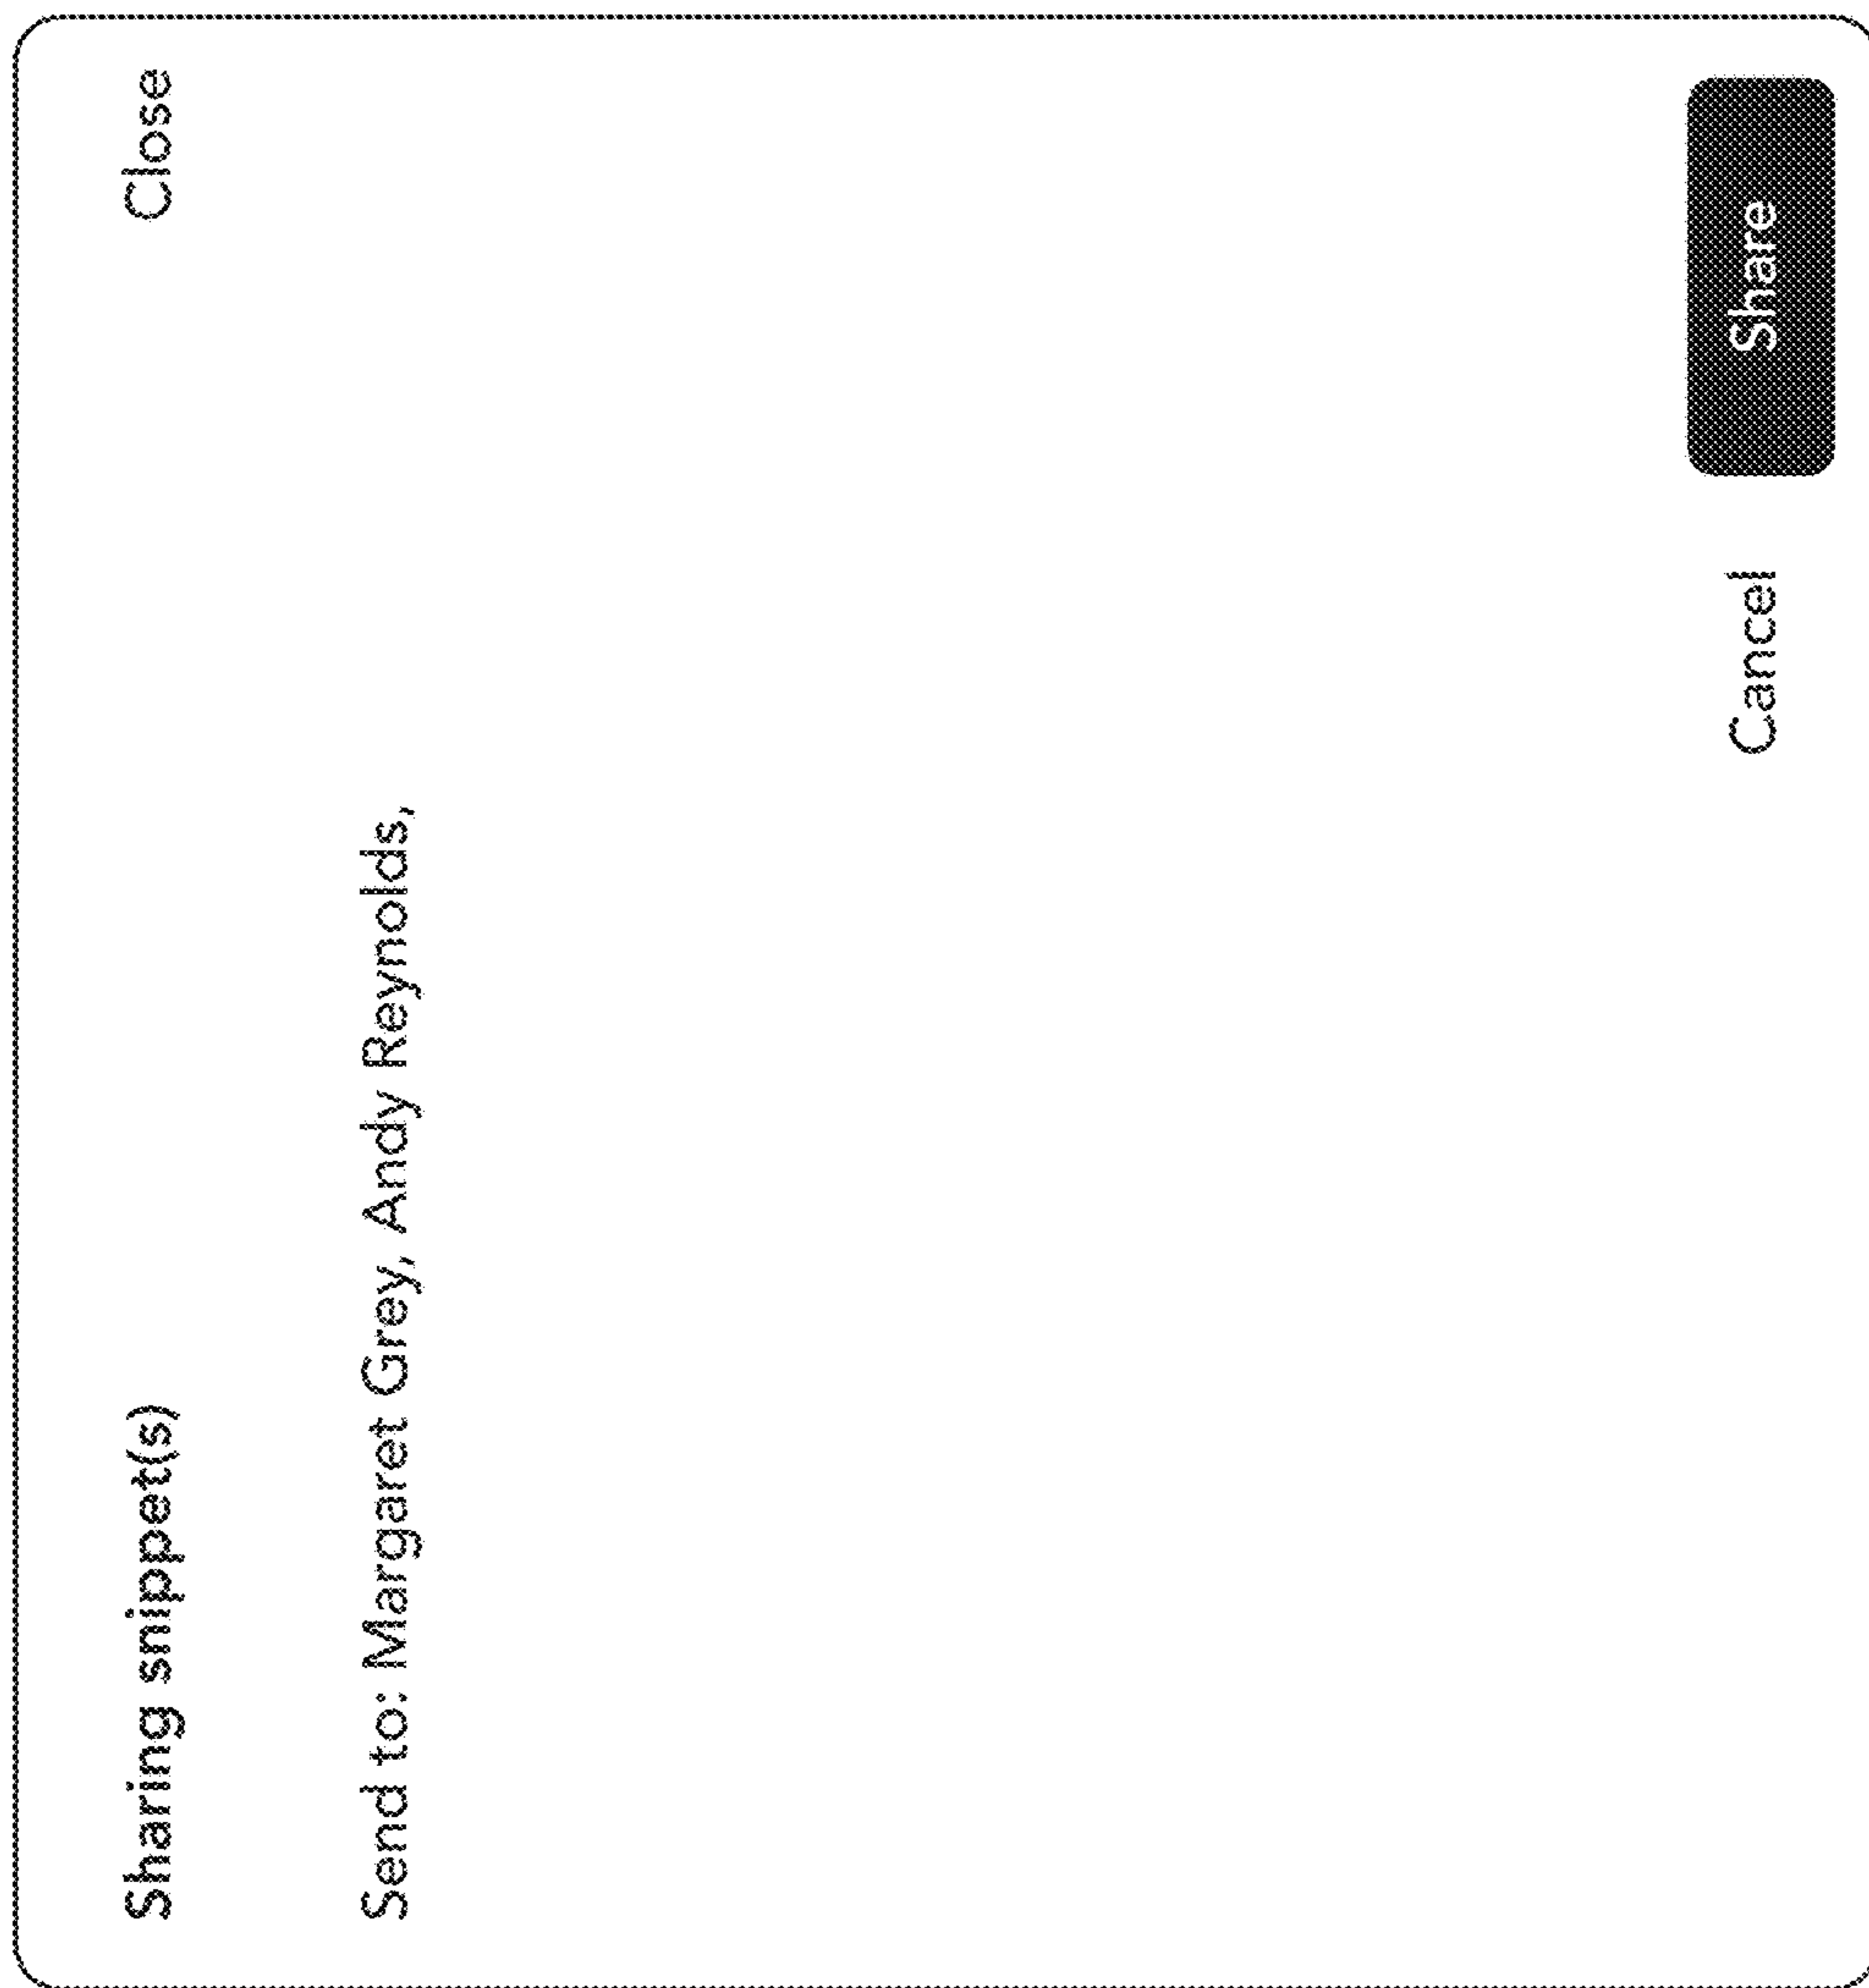 Sharing snippet(s) Close
Send to: Margaret Grey, Andy Reynolds,
Cancel Share